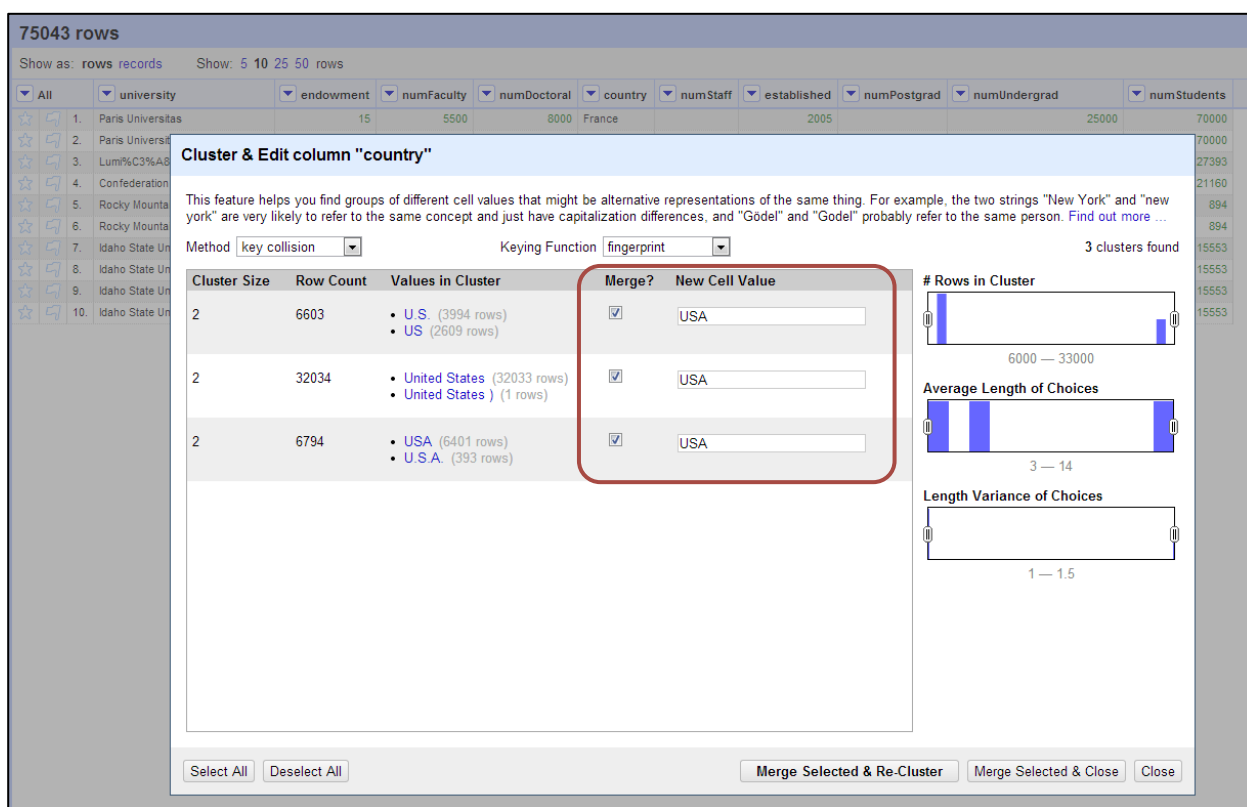 75043 rows
Show as: rows records Show: 5 10 25 50 rows
All university endowment numFaculty numDoctoral country numStaff established numPostgrad numUndergrad numStudents
1. Paris Universitas 15 5500 8000 France 2005 25000 70000
2. Paris Universit 70000
3. Lumi%C3%A8 27393
4. Confederation 21160
5. Rocky Mounta 894
6. Rocky Mounta 894
7. Idaho State Un 15553
8. Idaho State Un 15553
9. Idaho State Un 15553
10. Idaho State Un 15553
Cluster & Edit column "country"
This feature helps you find groups of different cell values that might be alternative representations of the same thing. For example, the two strings "New York" and "new
york" are very likely to refer to the same concept and just have capitalization differences, and "Gödel" and "Godel" probably refer to the same person. Find out more ...
Method key collision Keying Function fingerprint 3 clusters found
Cluster Size Row Count Values in Cluster Merge? New Cell Value
2 6603 • U.S. (3994 rows) USA
• US (2609 rows)
2 32034 • United States (32033 rows) USA
• United States ) (1 rows)
2 6794 • USA (6401 rows) USA
• U.S.A. (393 rows)
# Rows in Cluster
6000 — 33000
Average Length of Choices
3 — 14
Length Variance of Choices
1 — 1.5
Select All Deselect All Merge Selected & Re-Cluster Merge Selected & Close Close